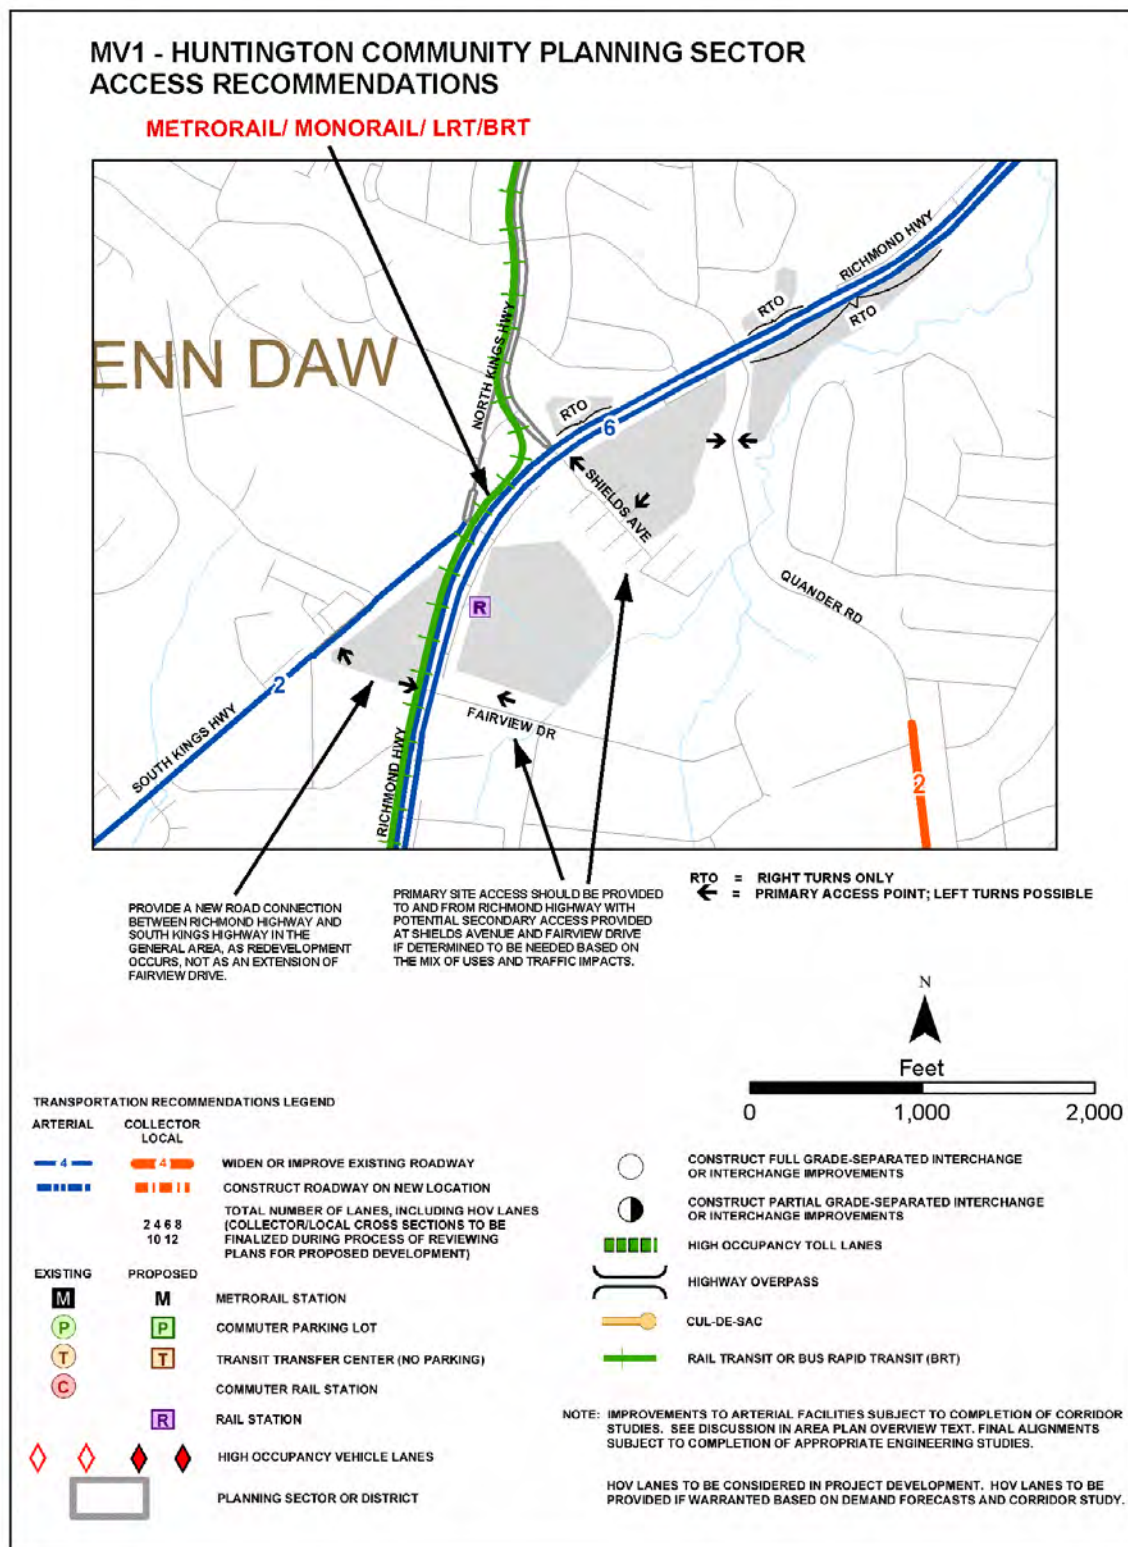 MV1 - HUNTINGTON COMMUNITY PLANNING SECTOR
ACCESS RECOMMENDATIONS
METRORAIL/ MONORAIL/ LRT/BRT
ENN DAW
NORTH KINGS HWY
RICHMOND HWY
RTO
RTO
RTO
6
SHIELDS AVE
QUANDER RD
R
2
SOUTH KINGS HWY
RICHMOND HWY
FAIRVIEW DR
2
RTO = RIGHT TURNS ONLY
= PRIMARY ACCESS POINT; LEFT TURNS POSSIBLE
PROVIDE A NEW ROAD CONNECTION
BETWEEN RICHMOND HIGHWAY AND
SOUTH KINGS HIGHWAY IN THE
GENERAL AREA, AS REDEVELOPMENT
OCCURS, NOT AS AN EXTENSION OF
FAIRVIEW DRIVE.
PRIMARY SITE ACCESS SHOULD BE PROVIDED
TO AND FROM RICHMOND HIGHWAY WITH
POTENTIAL SECONDARY ACCESS PROVIDED
AT SHIELDS AVENUE AND FAIRVIEW DRIVE
IF DETERMINED TO BE NEEDED BASED ON
THE MIX OF USES AND TRAFFIC IMPACTS.
N
Feet
0 1,000 2,000
TRANSPORTATION RECOMMENDATIONS LEGEND
ARTERIAL COLLECTOR
LOCAL
4 4 WIDEN OR IMPROVE EXISTING ROADWAY
CONSTRUCT ROADWAY ON NEW LOCATION
2 4 6 8
10 12
TOTAL NUMBER OF LANES, INCLUDING HOV LANES
(COLLECTOR/LOCAL CROSS SECTIONS TO BE
FINALIZED DURING PROCESS OF REVIEWING
PLANS FOR PROPOSED DEVELOPMENT)
EXISTING PROPOSED
M M METRORAIL STATION
P P COMMUTER PARKING LOT
T T TRANSIT TRANSFER CENTER (NO PARKING)
C COMMUTER RAIL STATION
R RAIL STATION
HIGH OCCUPANCY VEHICLE LANES
PLANNING SECTOR OR DISTRICT
CONSTRUCT FULL GRADE-SEPARATED INTERCHANGE
OR INTERCHANGE IMPROVEMENTS
CONSTRUCT PARTIAL GRADE-SEPARATED INTERCHANGE
OR INTERCHANGE IMPROVEMENTS
HIGH OCCUPANCY TOLL LANES
HIGHWAY OVERPASS
CUL-DE-SAC
RAIL TRANSIT OR BUS RAPID TRANSIT (BRT)
NOTE: IMPROVEMENTS TO ARTERIAL FACILITIES SUBJECT TO COMPLETION OF CORRIDOR
STUDIES. SEE DISCUSSION IN AREA PLAN OVERVIEW TEXT. FINAL ALIGNMENTS
SUBJECT TO COMPLETION OF APPROPRIATE ENGINEERING STUDIES.
HOV LANES TO BE CONSIDERED IN PROJECT DEVELOPMENT. HOV LANES TO BE
PROVIDED IF WARRANTED BASED ON DEMAND FORECASTS AND CORRIDOR STUDY.